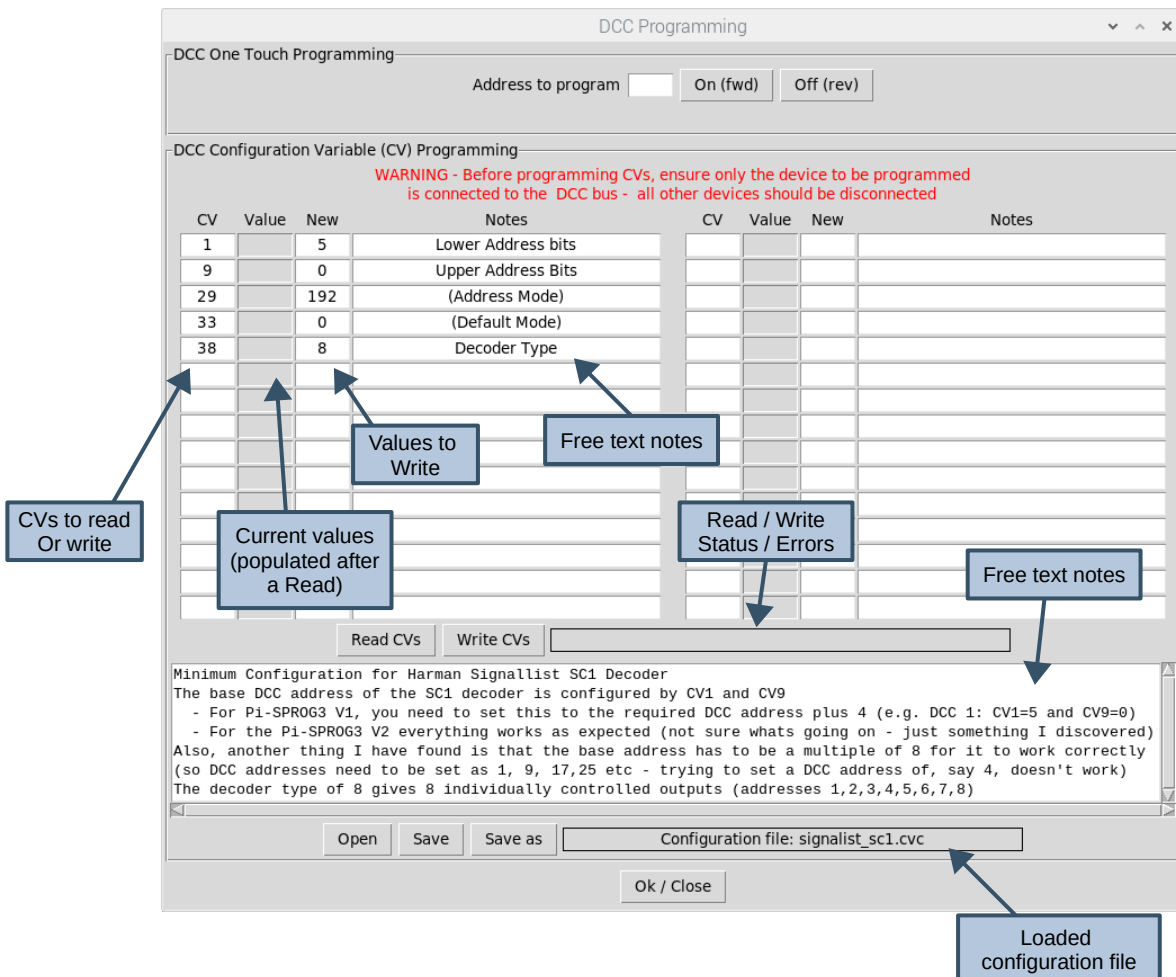 DCC Programming
DCC One Touch Programming
Address to program On (fwd) Off (rev)
DCC Configuration Variable (CV) Programming
WARNING - Before programming CVs, ensure only the device to be programmed
is connected to the  DCC bus -  all other devices should be disconnected
CV Value New Notes CV Value New Notes
1 5 Lower Address bits
9 0 Upper Address Bits
29 192 (Address Mode)
33 0 (Default Mode)
38 8 Decoder Type
Values to
Write
Free text notes
CVs to read
Or write
Current values
(populated after
a Read)
Read / Write
Status / Errors
Free text notes
Read CVs Write CVs
Minimum Configuration for Harman Signallist SC1 Decoder
The base DCC address of the SC1 decoder is configured by CV1 and CV9
- For Pi-SPROG3 V1, you need to set this to the required DCC address plus 4 (e.g. DCC 1: CV1=5 and CV9=0)
- For the Pi-SPROG3 V2 everything works as expected (not sure whats going on - just something I discovered)
Also, another thing I have found is that the base address has to be a multiple of 8 for it to work correctly
(so DCC addresses need to be set as 1, 9, 17,25 etc - trying to set a DCC address of, say 4, doesn't work)
The decoder type of 8 gives 8 individually controlled outputs (addresses 1,2,3,4,5,6,7,8)
Open Save Save as Configuration file: signalist_sc1.cvc
Ok / Close
Loaded
configuration file